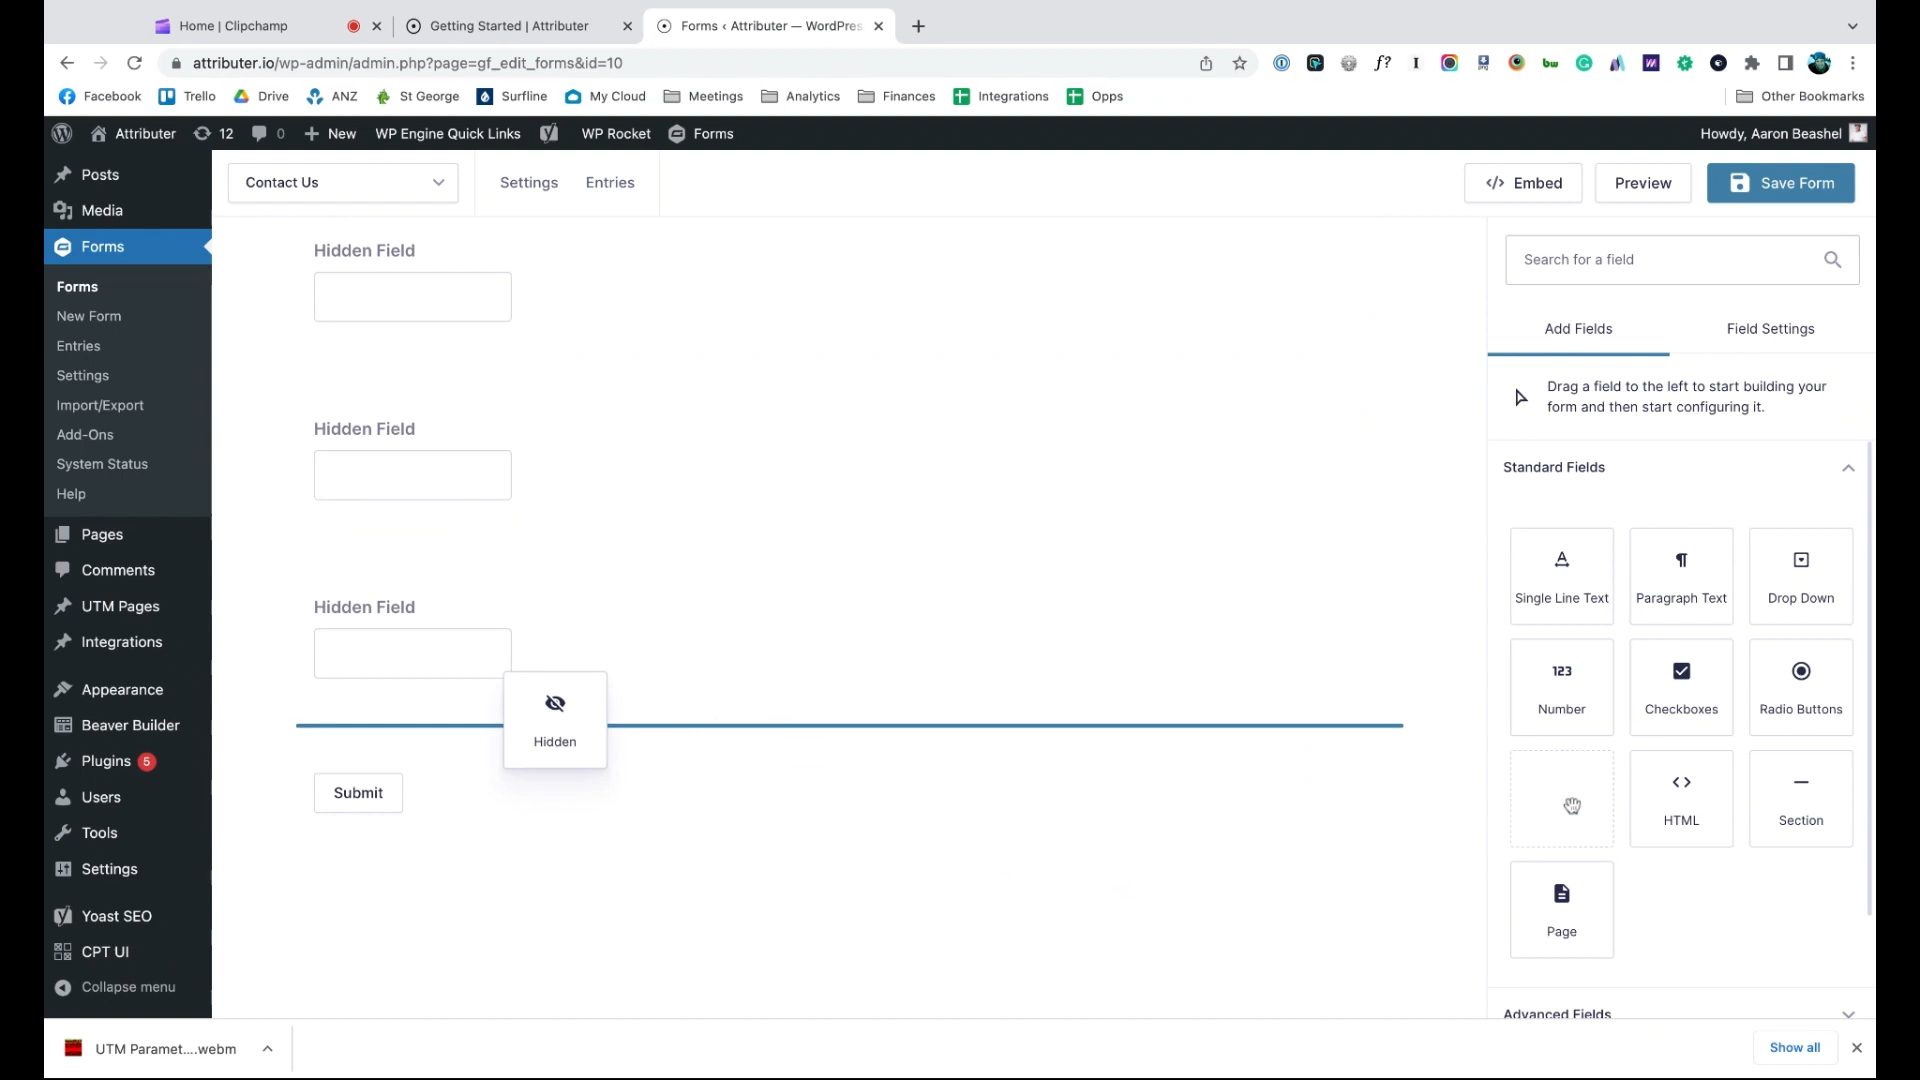 Home | Clipchamp
Getting Started | Attributer
Forms ‹ Attributer — WordPres
attributer.io/wp-admin/admin.php?page=gf_edit_forms&id=10
Facebook
Trello
Drive
ANZ
St George
Surfline
My Cloud
Meetings
Analytics
Finances
Integrations
Opps
Other Bookmarks
Attributer
12
0
New
WP Engine Quick Links
WP Rocket
Forms
Howdy, Aaron Beashel
Posts
Media
Forms
Forms
New Form
Entries
Settings
Import/Export
Add-Ons
System Status
Help
Pages
Comments
UTM Pages
Integrations
Appearance
Beaver Builder
Plugins 5
Users
Tools
Settings
Yoast SEO
CPT UI
Collapse menu
Contact Us
Settings
Entries
Embed
Preview
Save Form
Hidden Field
Hidden Field
Hidden Field
Hidden
Submit
Search for a field
Add Fields
Field Settings
Drag a field to the left to start building your
form and then start configuring it.
Standard Fields
Single Line Text
Paragraph Text
Drop Down
123
Number
Checkboxes
Radio Buttons
HTML
Section
Page
Advanced Fields
UTM Paramet....webm
Show all